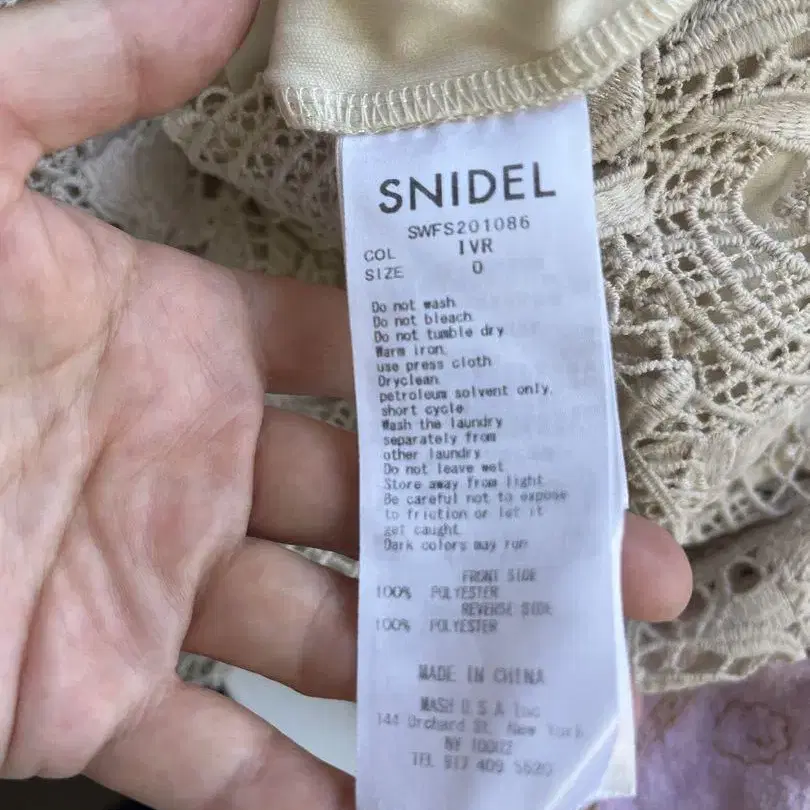 SNIDEL
SWFS201086
COL IVR
SIZE 0
Do not wash
Do not bleach
Do not tumble dry
Warm iron.
use press cloth
Dryclean
petroleum solvent only.
short cycle
Wash the laundry
separately from
other laundry
Do not leave wet
Store away from light
Be careful not to expose
to friction or let it
get caught
Dark colors may run
FRONT SIDE
100% POLYESTER
REVERSE SIDE
100% POLYESTER
MADE IN CHINA
MASH U S A Inc
144 Orchard St. New York
NY 10002
TEL 917 409 5520